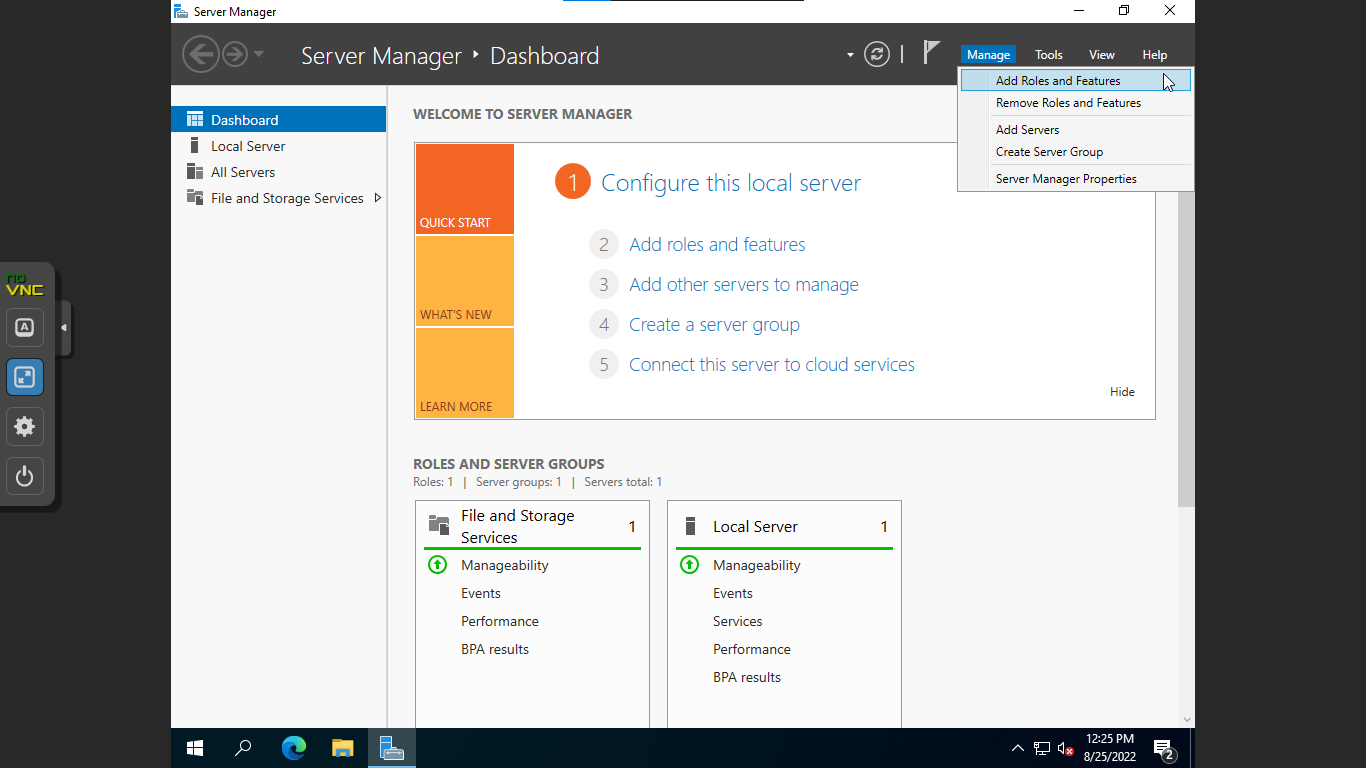 Server Manager
Server Manager • Dashboard
Manage Tools View Help
Add Roles and Features
Remove Roles and Features
Add Servers
Create Server Group
Server Manager Properties
Dashboard
Local Server
All Servers
File and Storage Services
WELCOME TO SERVER MANAGER
QUICK START
WHAT'S NEW
LEARN MORE
1 Configure this local server
2 Add roles and features
3 Add other servers to manage
4 Create a server group
5 Connect this server to cloud services
Hide
ROLES AND SERVER GROUPS
Roles: 1 | Server groups: 1 | Servers total: 1
File and Storage
Services
1
Manageability
Events
Performance
BPA results
Local Server 1
Manageability
Events
Services
Performance
BPA results
no
VNC
A
12:25 PM
8/25/2022
2